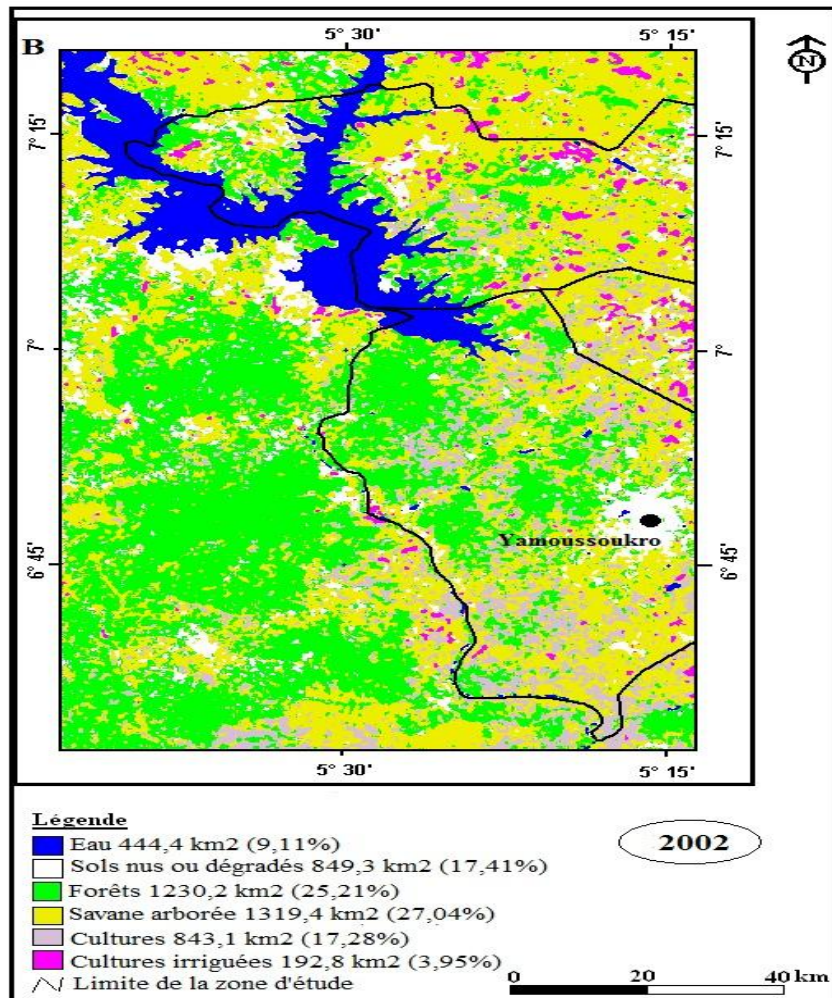 B
5° 30'
5° 15'
N
7° 15'
7° 15'
7°
7°
Yamoussoukro
6° 45'
6° 45'
5° 30'
5° 15'
Légende
Eau 444,4 km2 (9,11%)
2002
Sols nus ou dégradés 849,3 km2 (17,41%)
Forêts 1230,2 km2 (25,21%)
Savane arborée 1319,4 km2 (27,04%)
Cultures 843,1 km2 (17,28%)
Cultures irriguées 192,8 km2 (3,95%)
Limite de la zone d'étude
0 20 40 km